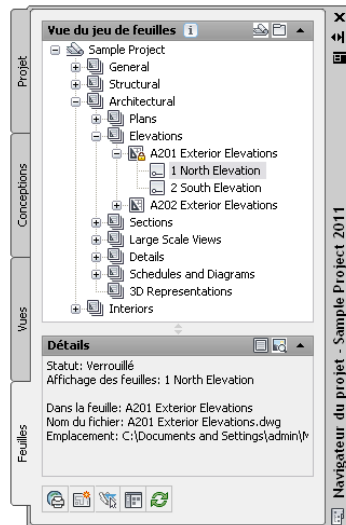 Vue du jeu de feuilles
Sample Project
General
Structural
Architectural
Plans
Elevations
A201 Exterior Elevations
1 North Elevation
2 South Elevation
A202 Exterior Elevations
Sections
Large Scale Views
Details
Schedules and Diagrams
3D Representations
Interiors
Détails
Statut: Verrouillé
Affichage des feuilles: 1 North Elevation
Dans la feuille: A201 Exterior Elevations
Nom du fichier: A201 Exterior Elevations.dwg
Emplacement: C:\Documents and Settings\admin\
Projet
Conceptions
Vues
Feuilles
Navigateur du projet - Sample Project 2011